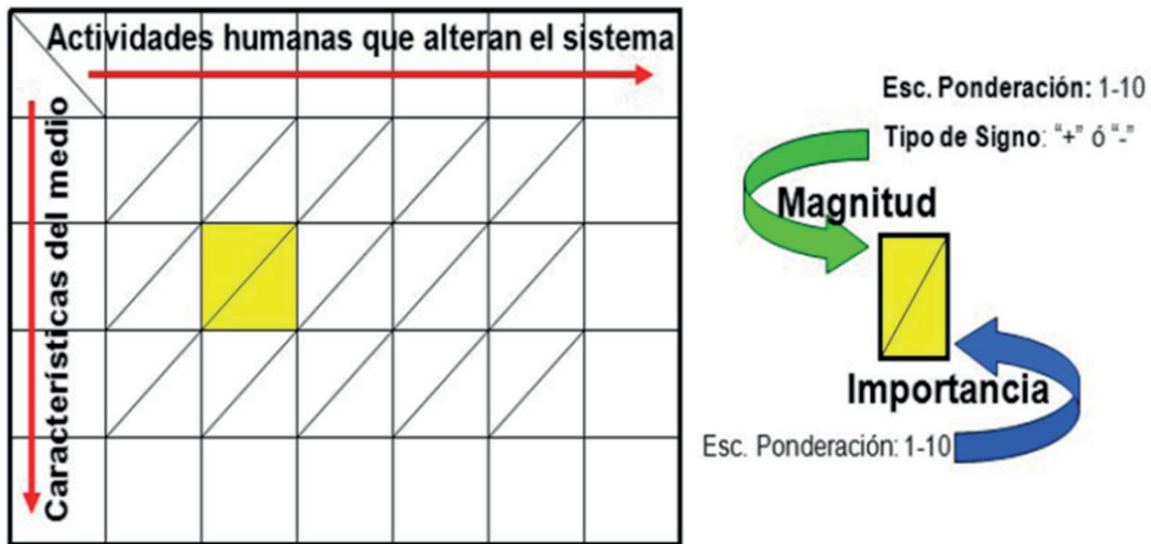 Actividades humanas que alteran el sistema
Características del medio
Esc. Ponderación: 1-10
Tipo de Signo: “+” ó “-”
Magnitud
Importancia
Esc. Ponderación: 1-10